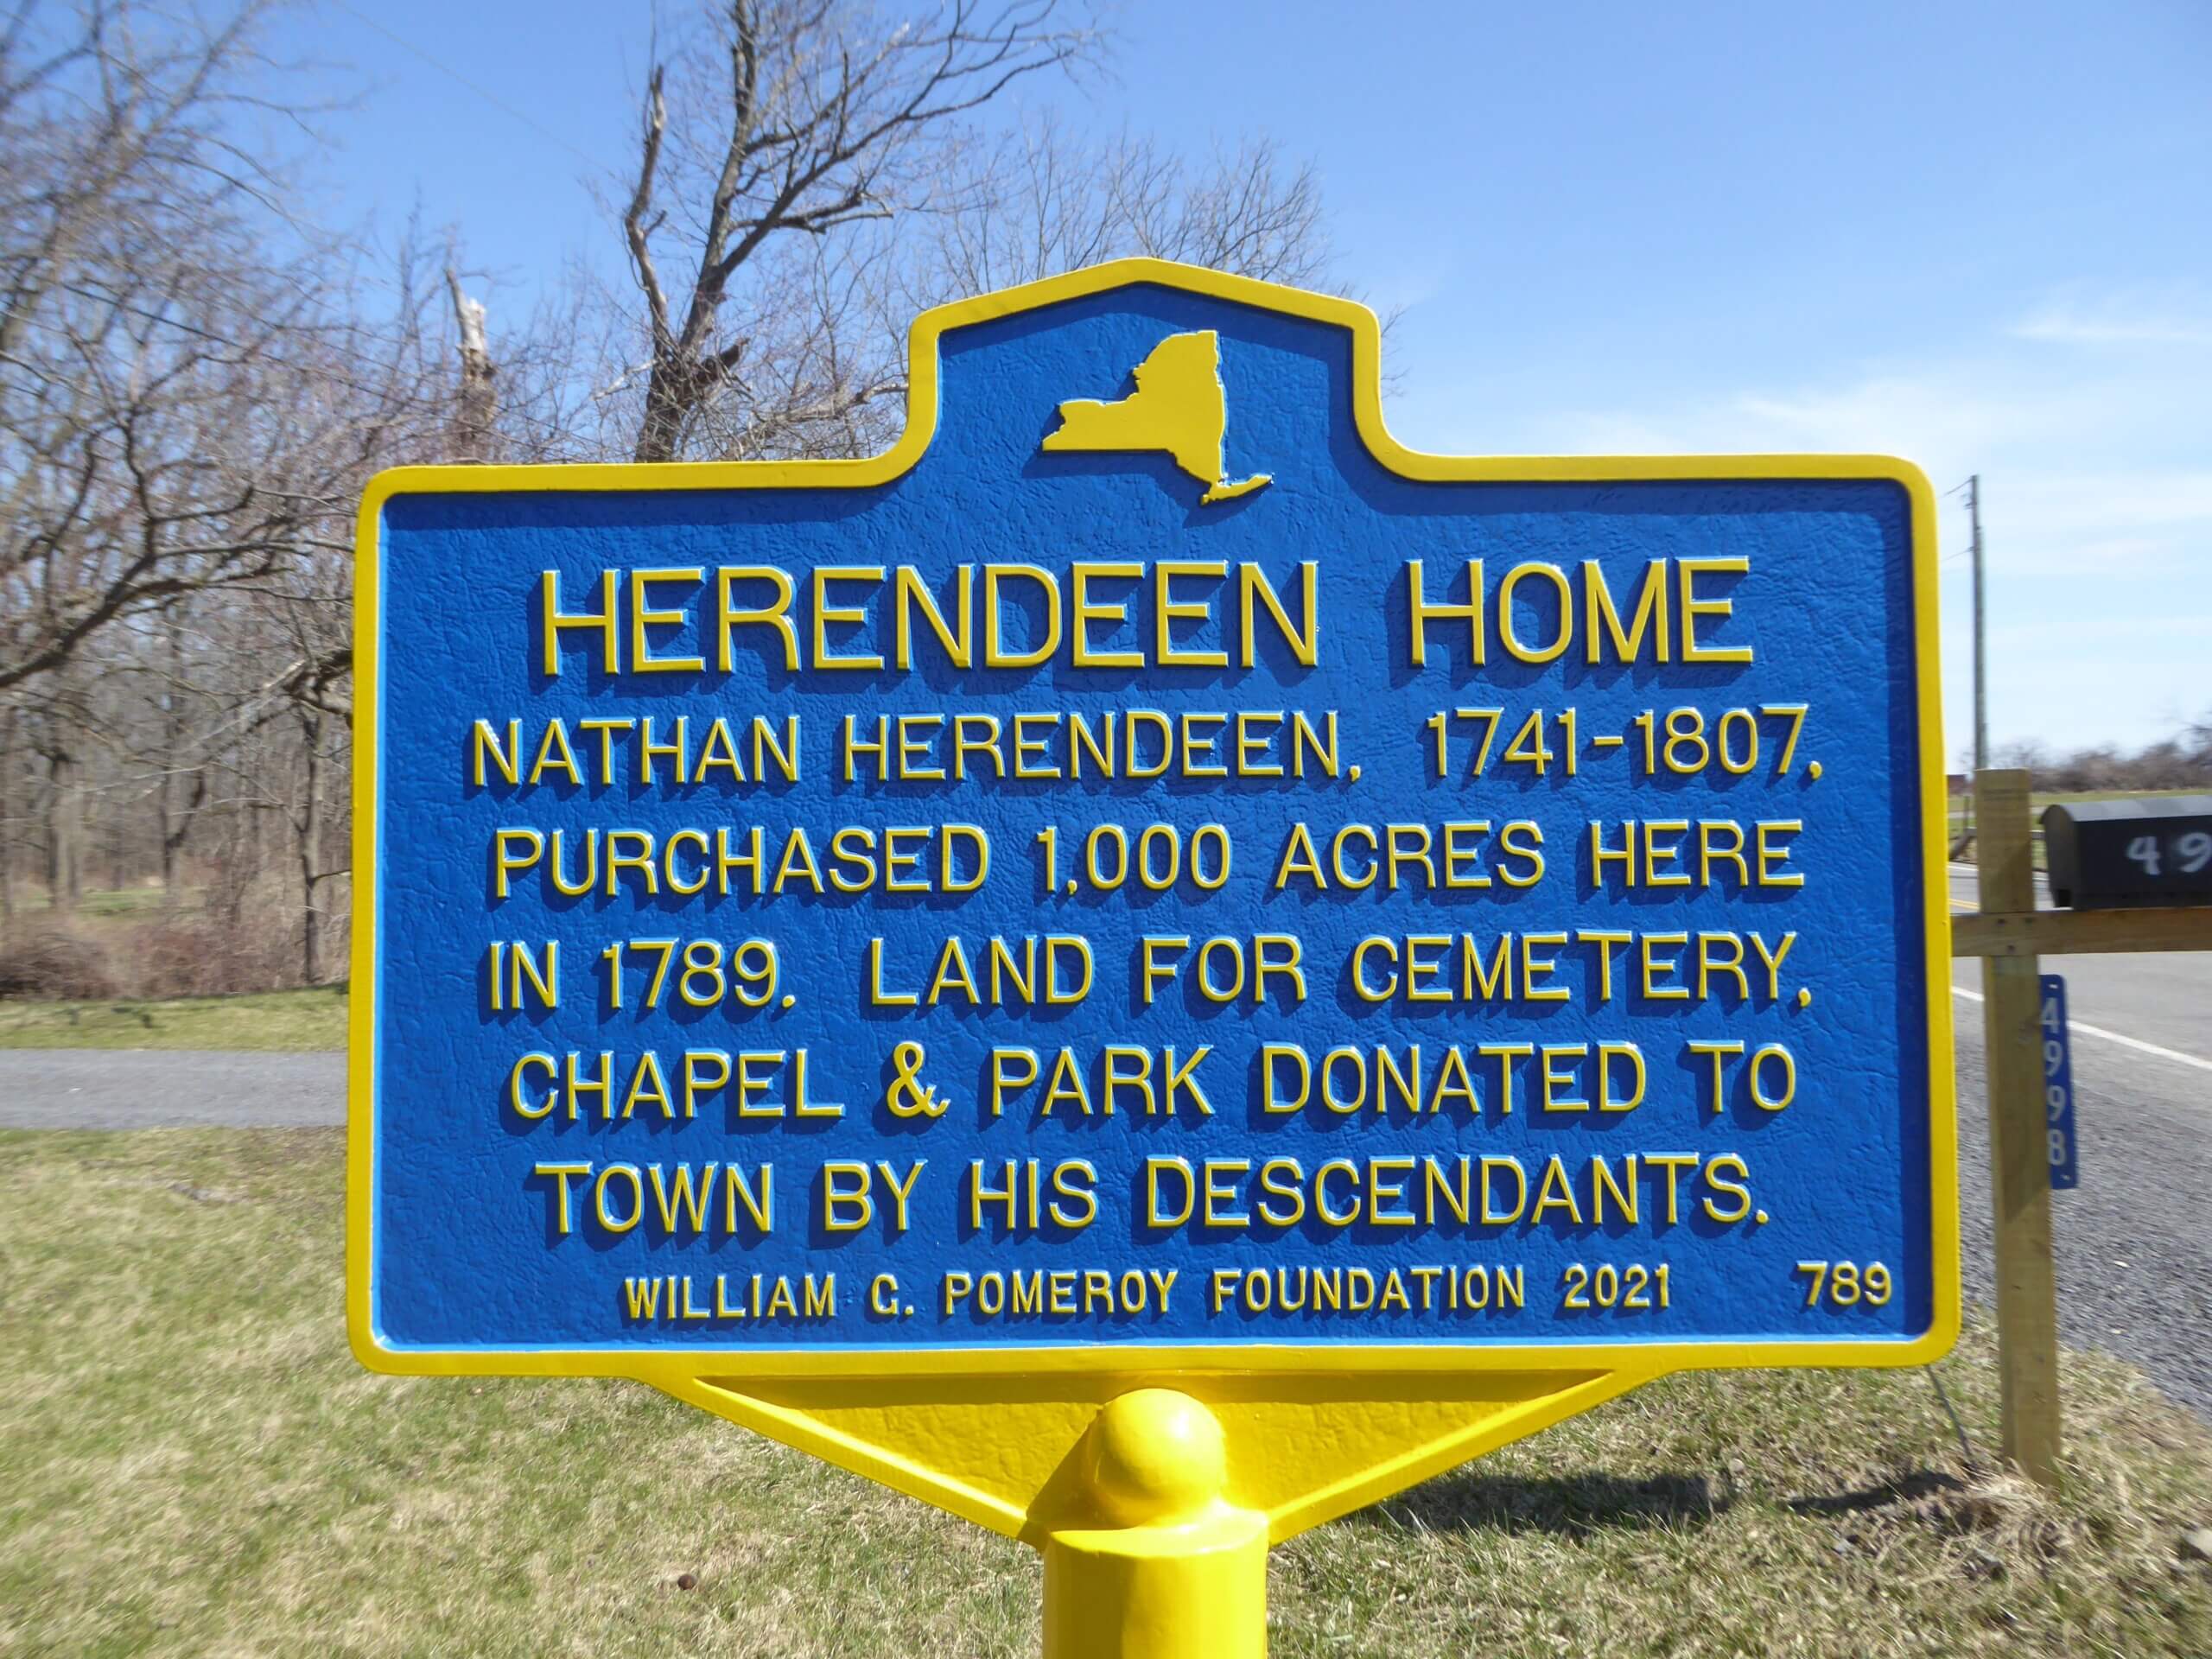 HERENDEEN HOME
NATHAN HERENDEEN, 1741-1807,
PURCHASED 1,000 ACRES HERE
IN 1789. LAND FOR CEMETERY,
CHAPEL & PARK DONATED TO
TOWN BY HIS DESCENDANTS.
WILLIAM G. POMEROY FOUNDATION 2021 789
49
4998